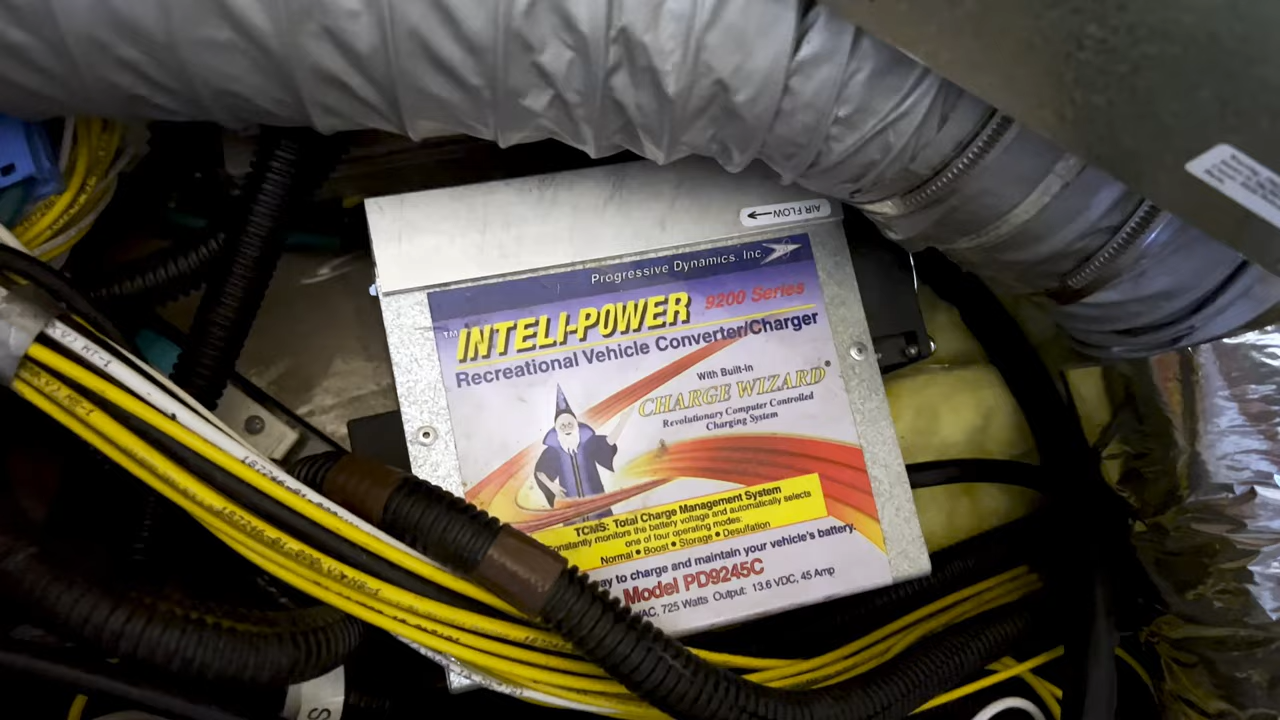 AIR FLOW
Progressive Dynamics, Inc.
™INTELI-POWER 9200 Series
Recreational Vehicle Converter/Charger
With Built-In
CHARGE WIZARD®
Revolutionary Computer Controlled
Charging System
TCMS: Total Charge Management System
Constantly monitors the battery voltage and automatically selects
one of four operating modes:
Normal ● Boost ● Storage ● Desulfation
to charge and maintain your vehicle's battery.
Model PD9245C
VAC, 725 Watts Output: 13.6 VDC, 45 Amp